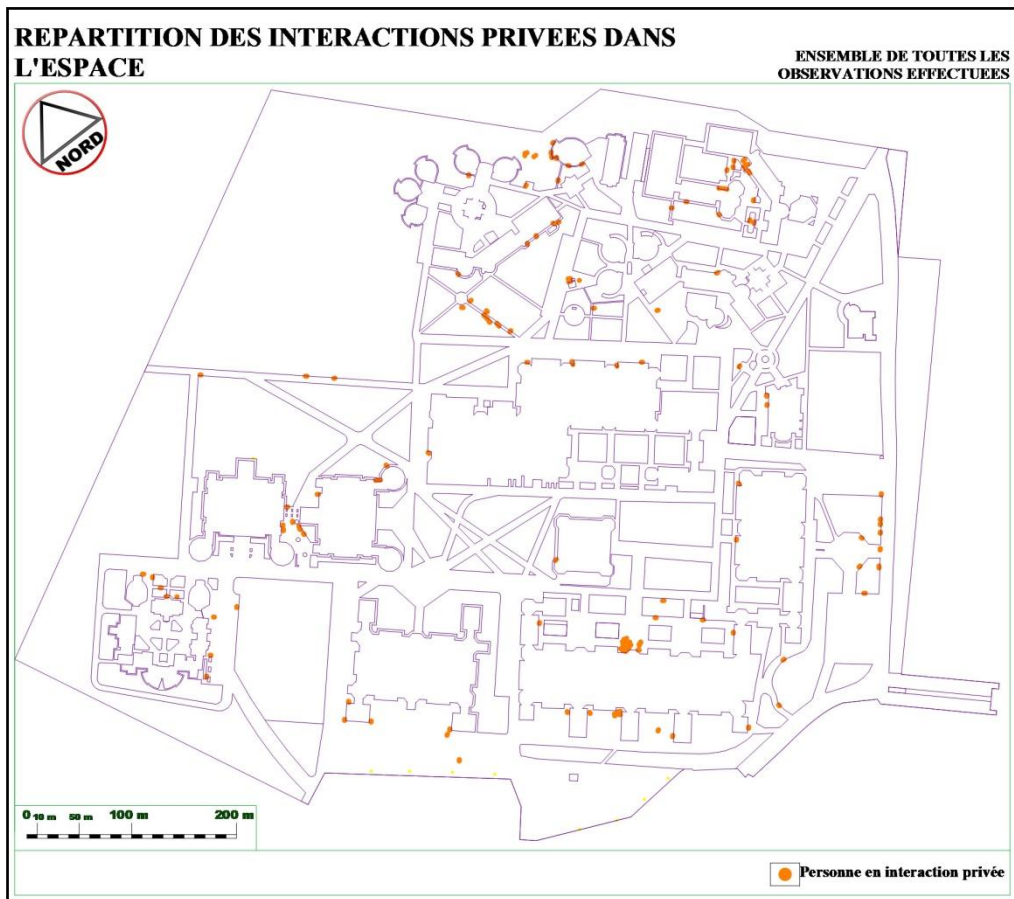 REPARTITION DES INTERACTIONS PRIVEES DANS
L'ESPACE
ENSEMBLE DE TOUTES LES
OBSERVATIONS EFFECTUEES
NORD
0 10 m 50 m 100 m 200 m
Personne en interaction privée